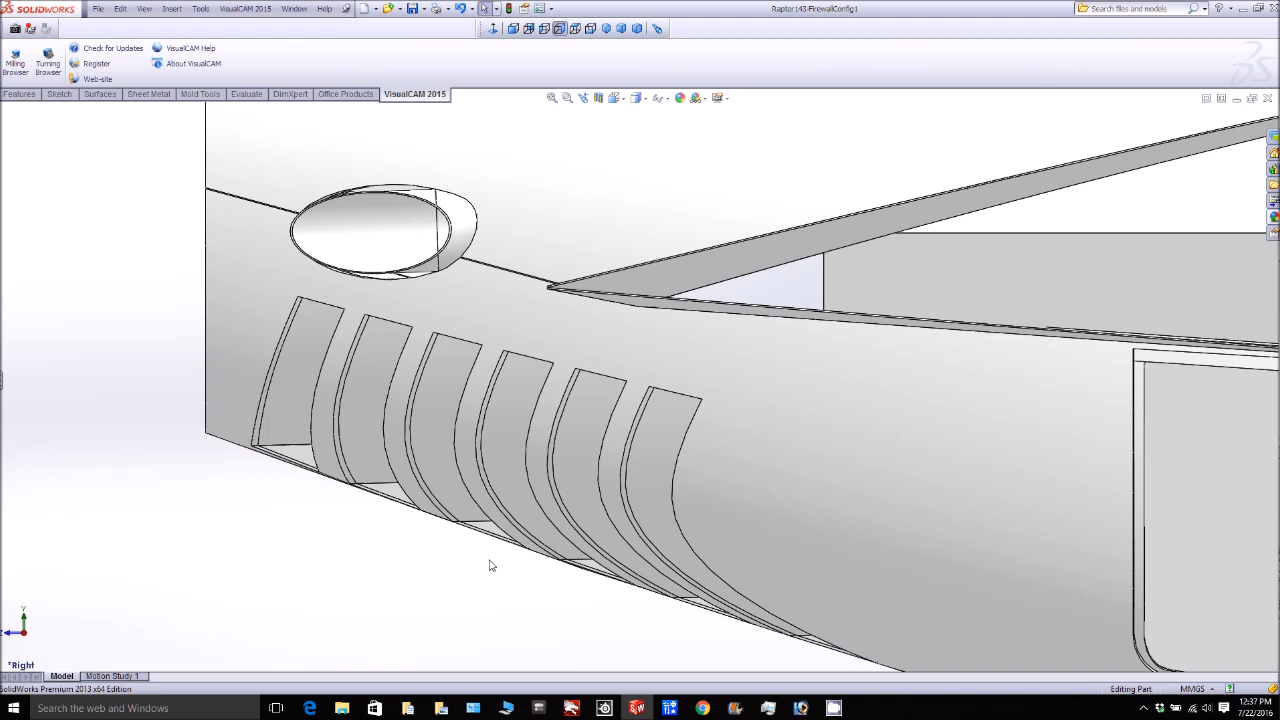 SOLIDWORKS File Edit View Insert Tools VisualCAM 2015 Window Help Raptor143-FirewallConfig1 Search files and models
Milling Browser
Turning Browser
Check for Updates
Register
Web-site
VisualCAM Help
About VisualCAM
Features Sketch Surfaces Sheet Metal Mold Tools Evaluate DimXpert Office Products VisualCAM 2015
Y
Z
*Right
Model Motion Study 1
SolidWorks Premium 2013 x64 Edition Editing Part MMGS
Search the web and Windows
12:37 PM
7/22/2016